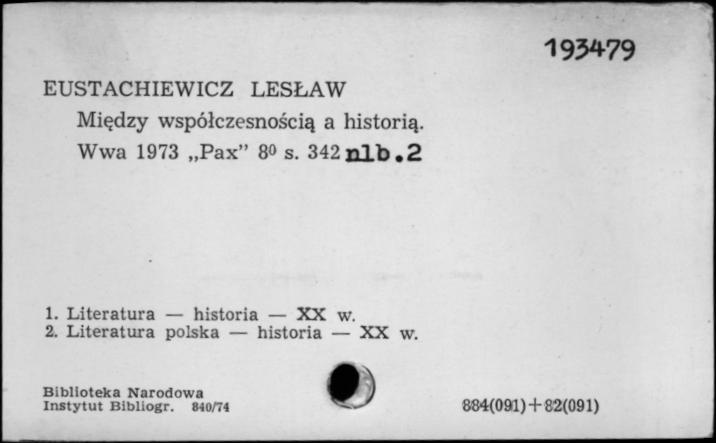 193479
EUSTACHIEWICZ LESŁAW
Między współczesnością a historią.
Wwa 1973 „Pax” 8⁰ s. 342 nlb.2
1. Literatura — historia — XX w.
2. Literatura polska — historia — XX w.
Biblioteka Narodowa
Instytut Bibliogr. 840/74
884(091)+82(091)